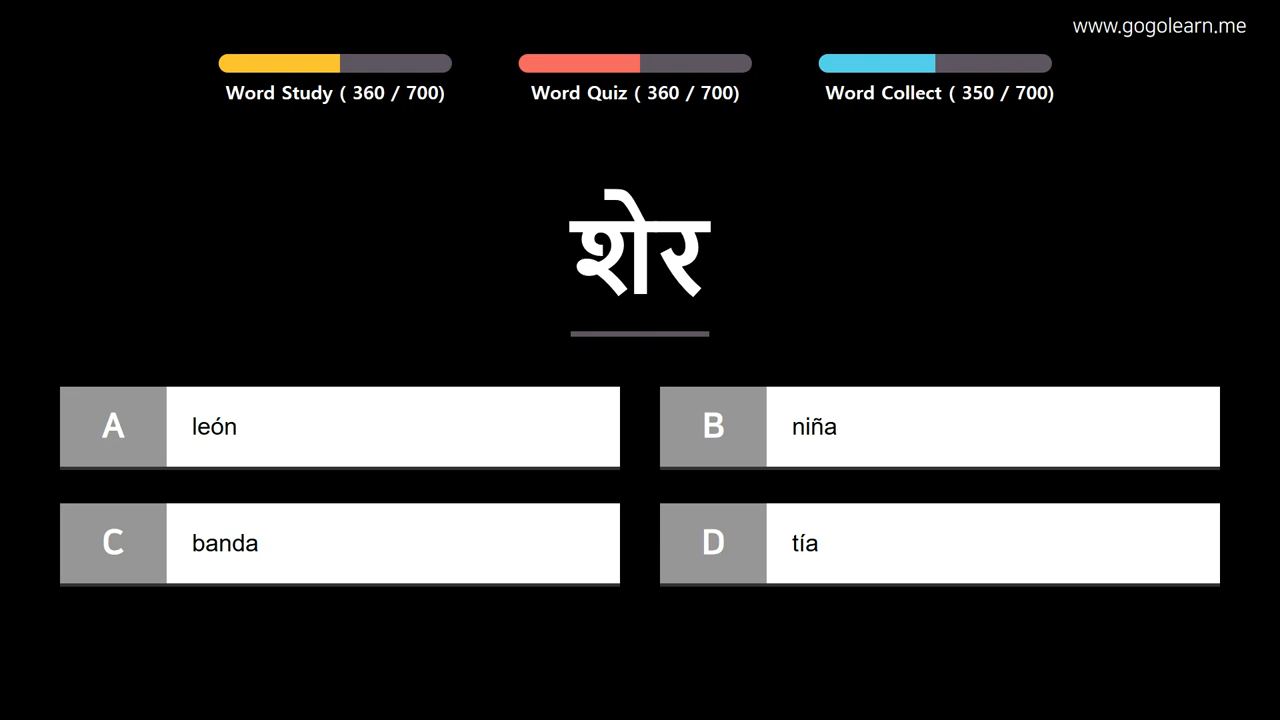 www.gogolearn.me
Word Study ( 360 / 700)
Word Quiz ( 360 / 700)
Word Collect ( 350 / 700)
शेर
A león
B niña
C banda
D tía